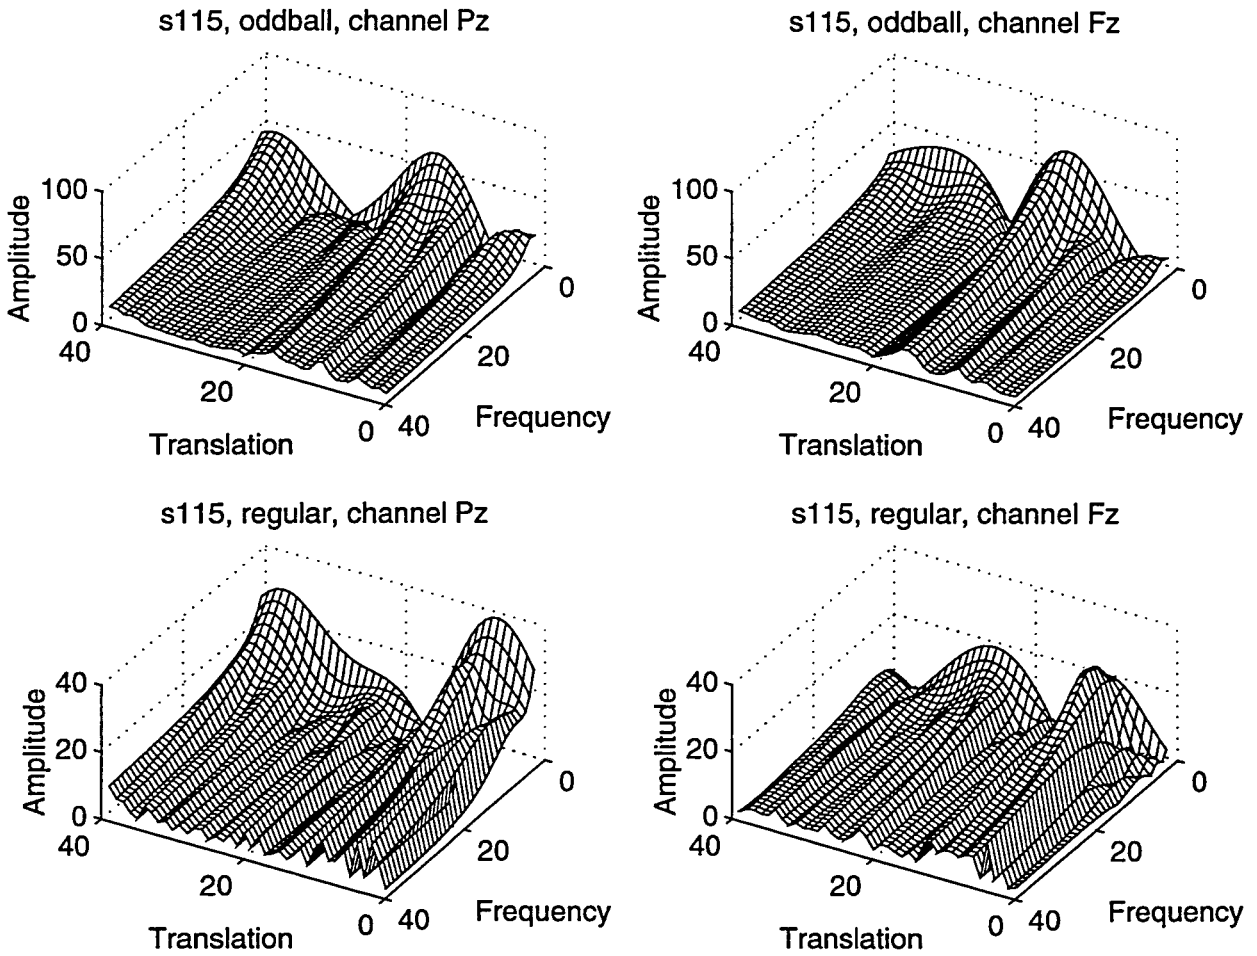 s115, oddball, channel Pz
100
50
0
Amplitude
40
20
0
Translation
40
20
0
Frequency
s115, oddball, channel Fz
100
50
0
Amplitude
40
20
0
Translation
40
20
0
Frequency
s115, regular, channel Pz
40
20
0
Amplitude
40
20
0
Translation
40
20
0
Frequency
s115, regular, channel Fz
40
20
0
Amplitude
40
20
0
Translation
40
20
0
Frequency